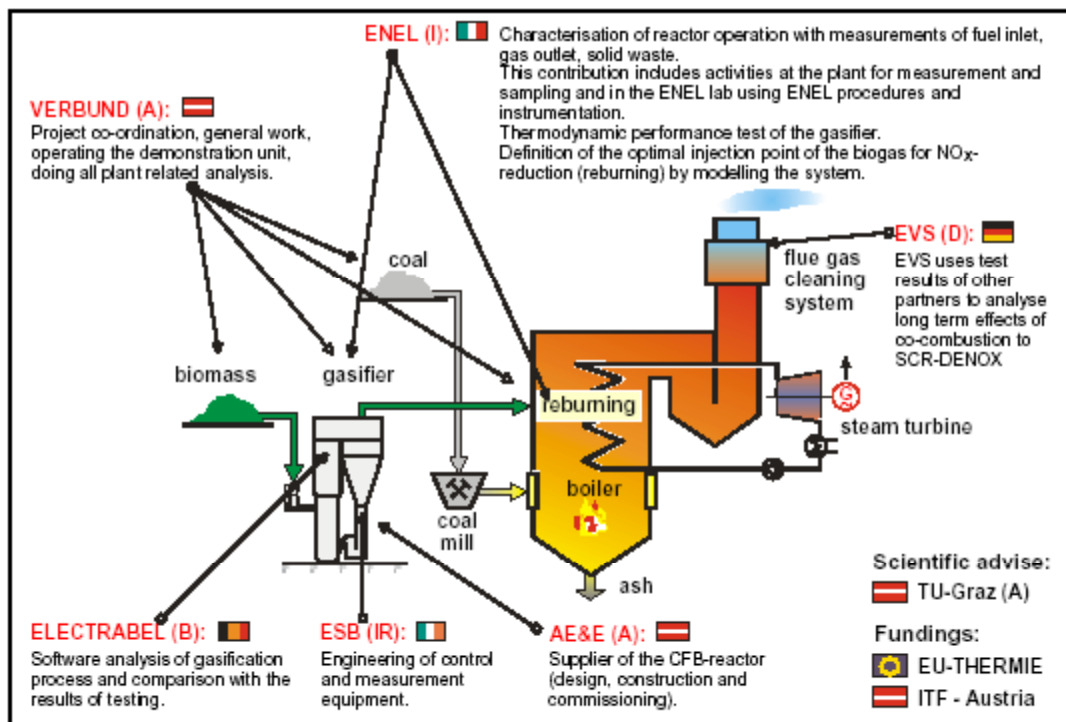 ENEL (I):
Characterisation of reactor operation with measurements of fuel inlet,
gas outlet, solid waste.
This contribution includes activities at the plant for measurement and
sampling and in the ENEL lab using ENEL procedures and
instrumentation.
Thermodynamic performance test of the gasifier.
Definition of the optimal injection point of the biogas for NOX-
reduction (reburning) by modelling the system.
VERBUND (A):
Project co-ordination, general work,
operating the demonstration unit,
doing all plant related analysis.
EVS (D):
EVS uses test
results of other
partners to analyse
long term effects of
co-combustion to
SCR-DENOX
flue gas
cleaning
system
coal
biomass
gasifier
reburning
G
steam turbine
boiler
coal
mill
ash
ELECTRABEL (B):
Software analysis of gasification
process and comparison with the
results of testing.
ESB (IR):
Engineering of control
and measurement
equipment.
AE&E (A):
Supplier of the CFB-reactor
(design, construction and
commissioning).
Scientific advise:
TU-Graz (A)
Fundings:
EU-THERMIE
ITF - Austria